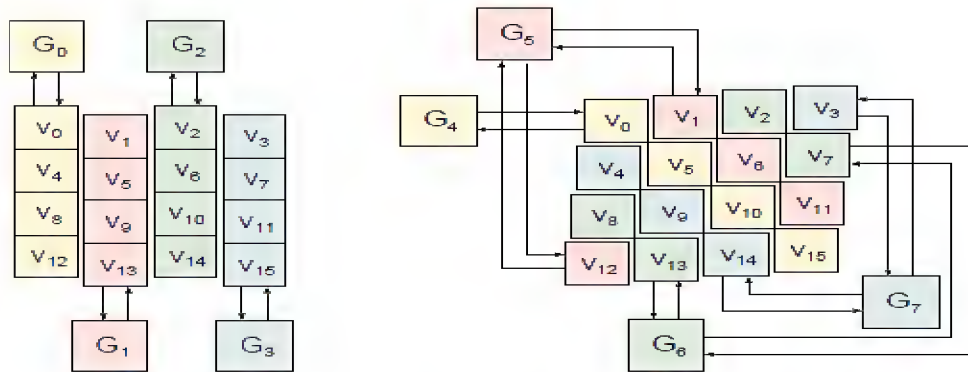 G₀ G₂
V₀ V₁ V₂ V₃
V₄ V₅ V₆ V₇
V₈ V₉ V₁₀ V₁₁
V₁₂ V₁₃ V₁₄ V₁₅
G₁ G₃
G₅
G₄ V₀ V₁ V₂ V₃
V₄ V₅ V₆ V₇
V₈ V₉ V₁₀ V₁₁
V₁₂ V₁₃ V₁₄ V₁₅
G₇
G₆